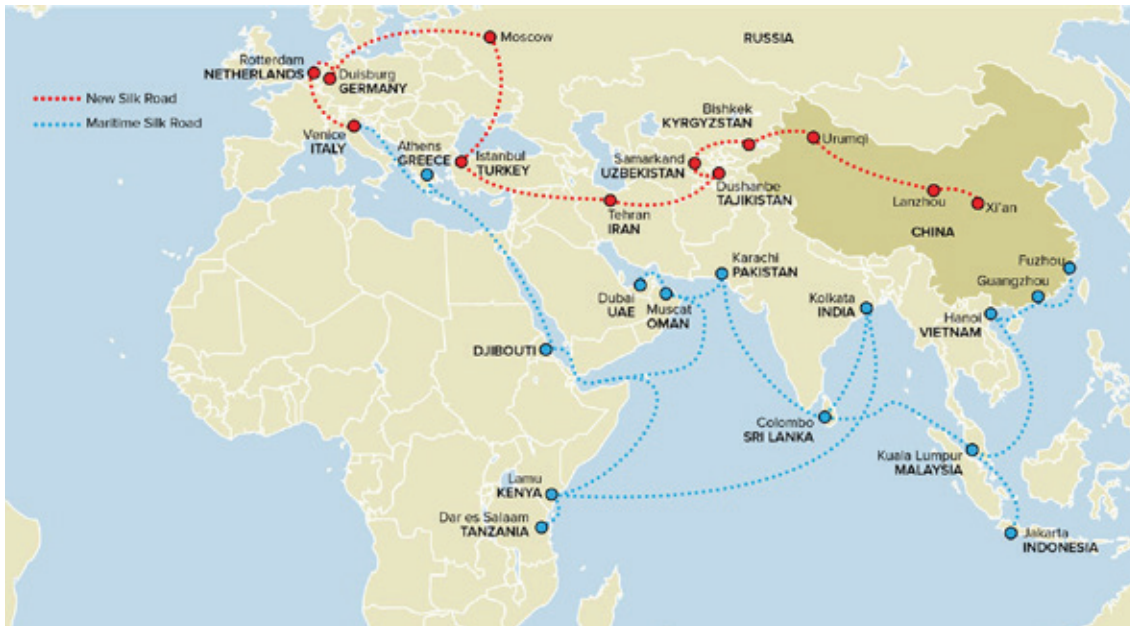 Moscow
RUSSIA
Rotterdam
NETHERLANDS
Duisburg
GERMANY
New Silk Road
Maritime Silk Road
Venice
ITALY
Athens
GREECE
Istanbul
TURKEY
Bishkek
KYRGYZSTAN
Urumqi
Samarkand
UZBEKISTAN
Dushanbe
TAJIKISTAN
Lanzhou
Xi'an
Tehran
IRAN
CHINA
Karachi
PAKISTAN
Fuzhou
Guangzhou
Dubai
UAE
Muscat
OMAN
Kolkata
INDIA
Hanoi
VIETNAM
DJIBOUTI
Colombo
SRI LANKA
Kuala Lumpur
MALAYSIA
Lamu
KENYA
Dar es Salaam
TANZANIA
Jakarta
INDONESIA